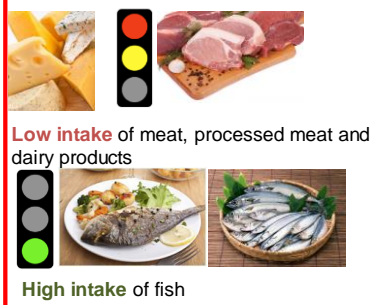 Low intake of meat, processed meat and
dairy products
High intake of fish